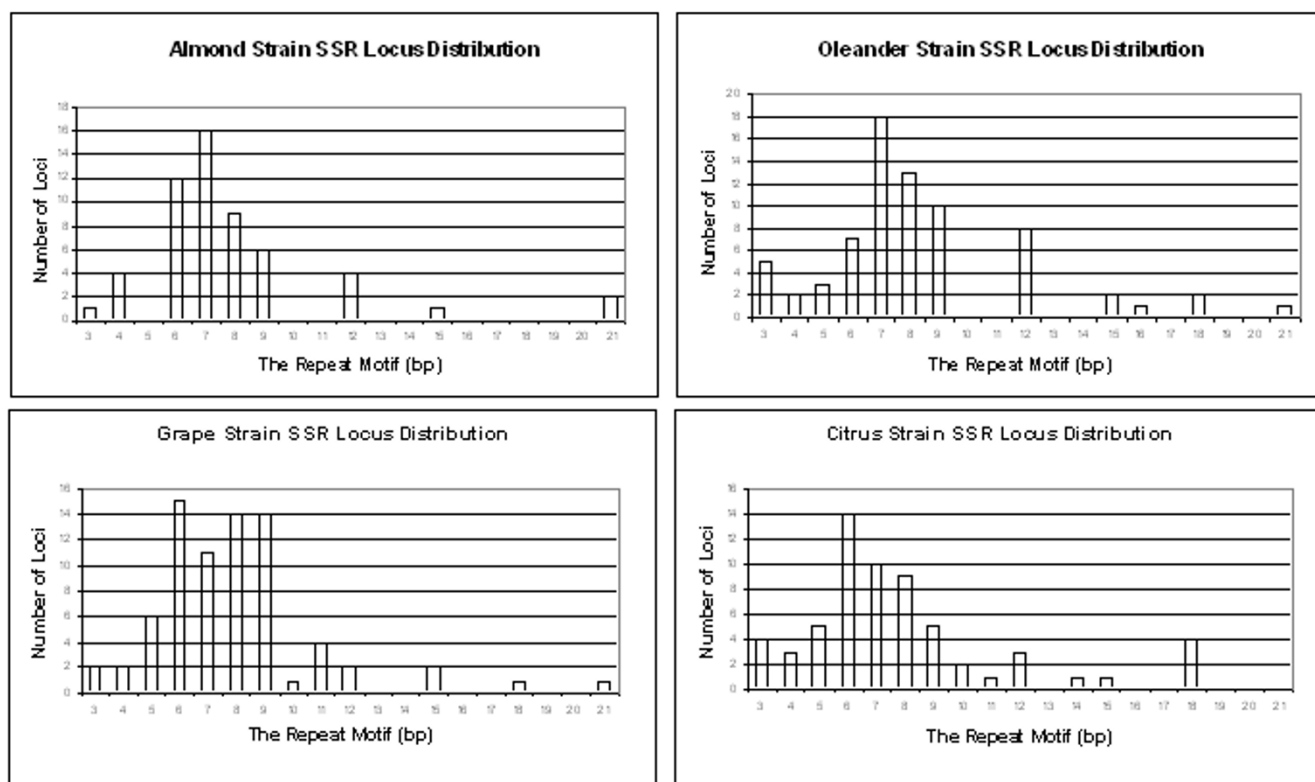 Almond Strain SSR Locus Distribution
Number of Loci
18
16
14
12
10
8
6
4
2
0
3 4 5 6 7 8 9 10 11 12 13 14 15 16 17 18 19 20 21
The Repeat Motif (bp)
Oleander Strain SSR Locus Distribution
Number of Loci
20
18
16
14
12
10
8
6
4
2
0
3 4 5 6 7 8 9 10 11 12 13 14 15 16 17 18 19 20 21
The Repeat Motif (bp)
Grape Strain SSR Locus Distribution
Number of Loci
16
14
12
10
8
6
4
2
0
3 4 5 6 7 8 9 10 11 12 13 14 15 16 17 18 19 20 21
The Repeat Motif (bp)
Citrus Strain SSR Locus Distribution
Number of Loci
16
14
12
10
8
6
4
2
0
3 4 5 6 7 8 9 10 11 12 13 14 15 16 17 18 19 20 21
The Repeat Motif (bp)